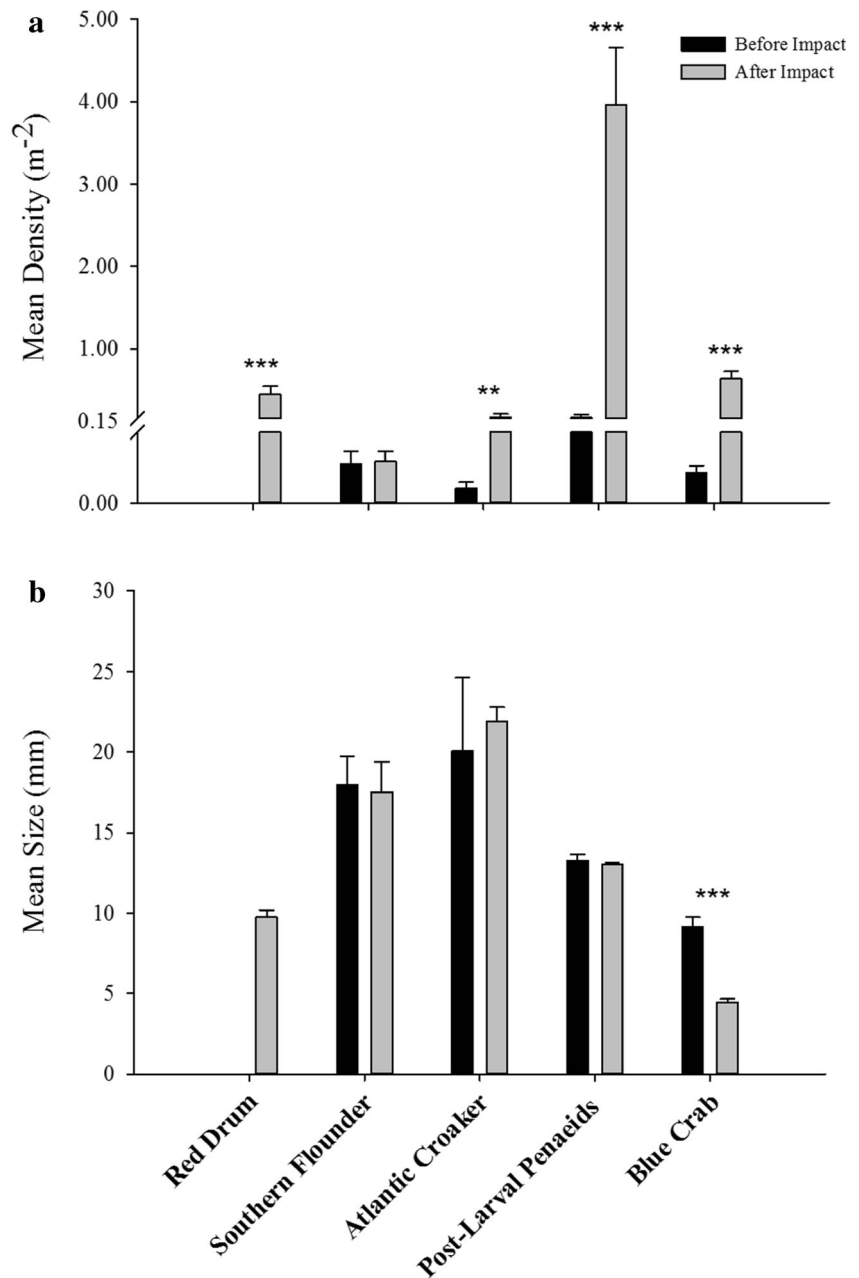 a
5.00
4.00
3.00
2.00
1.00
0.15
0.00
Mean Density (m⁻²)
***
**
***
***
Before Impact
After Impact
b
30
25
20
15
10
5
0
Mean Size (mm)
***
Red Drum
Southern Flounder
Atlantic Croaker
Post-Larval Penaeids
Blue Crab